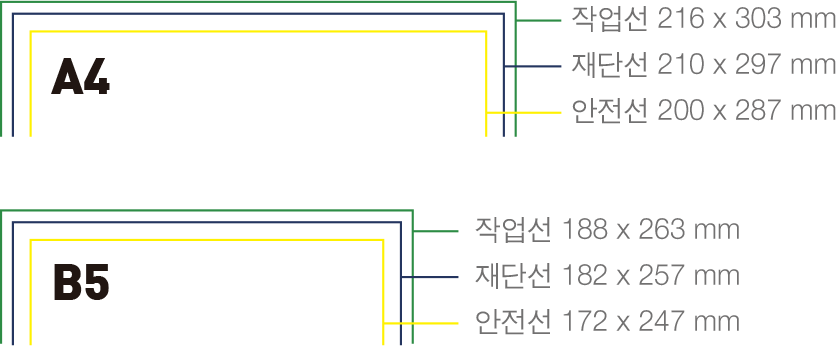 작업선 216 x 303 mm
재단선 210 x 297 mm
A4
안전선 200 x 287 mm
작업선 188 x 263 mm
재단선 182 x 257 mm
B5
안전선 172 x 247 mm